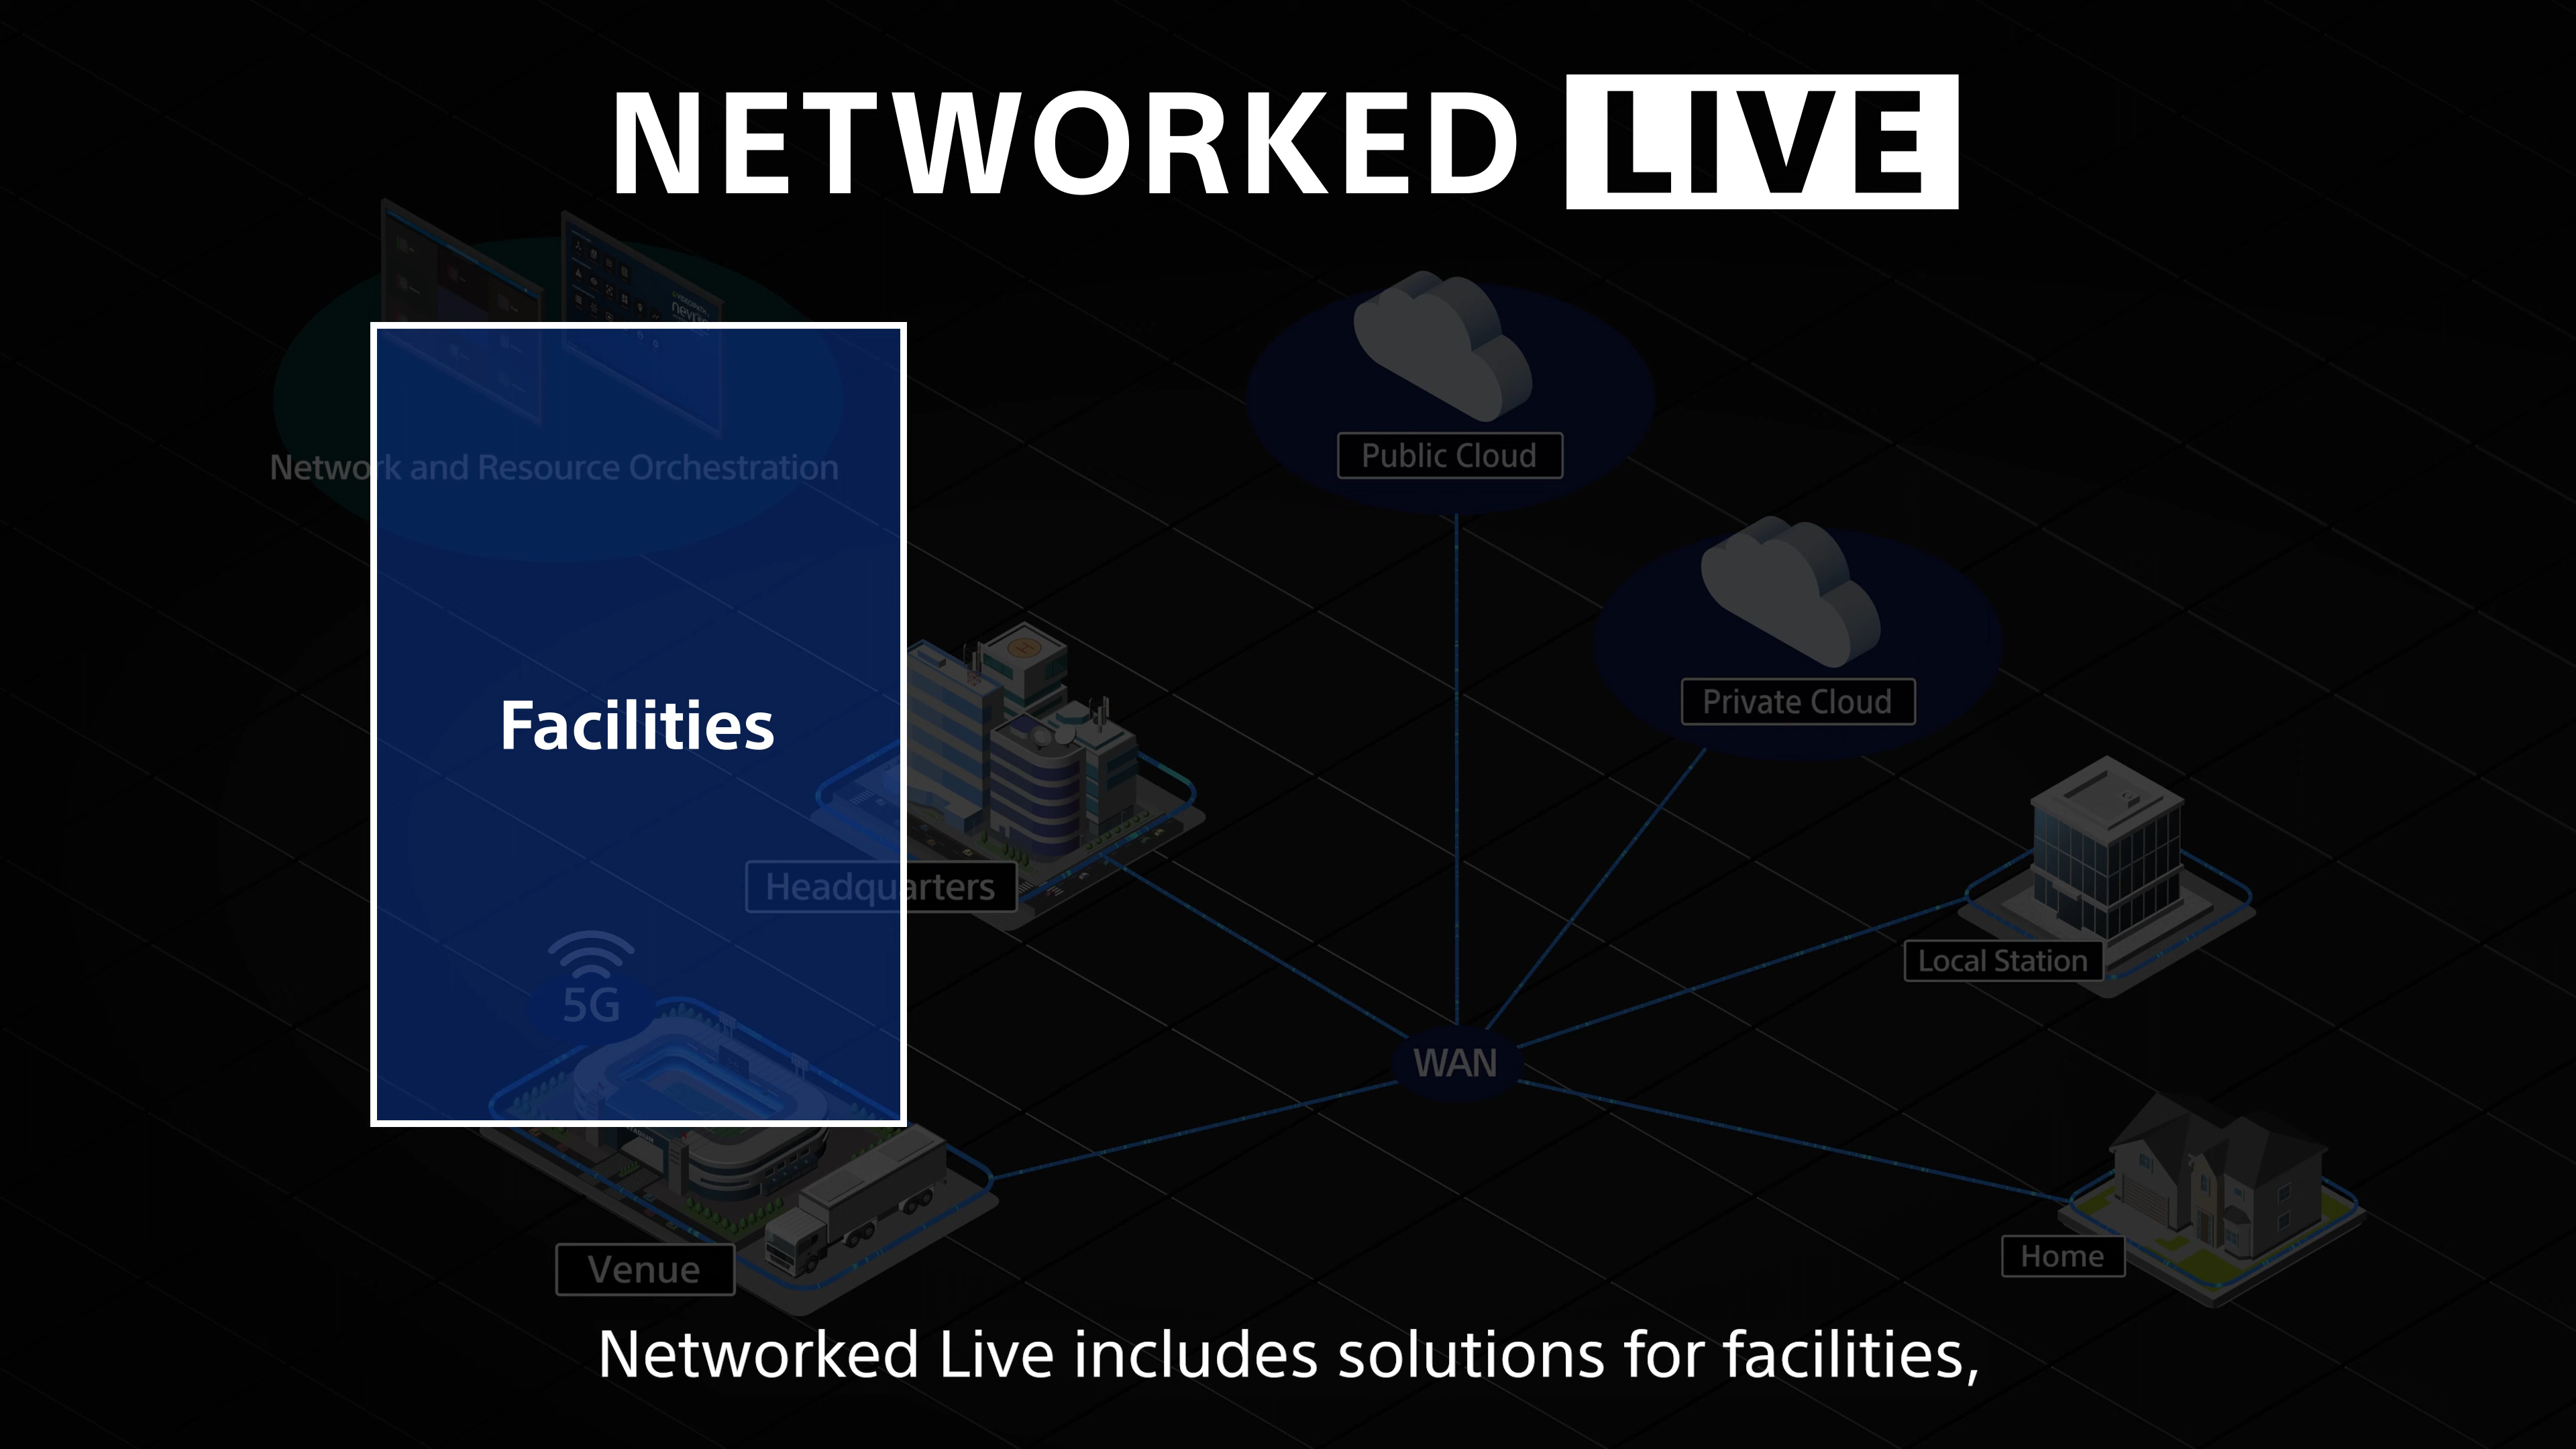 NETWORKED LIVE
nevion
Network and Resource Orchestration
Public Cloud
Private Cloud
Facilities
Headquarters
Local Station
5G
WAN
Home
Venue
Networked Live includes solutions for facilities,